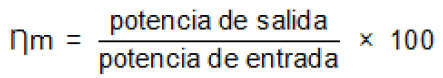 ηm = potencia de salida / potencia de entrada × 100